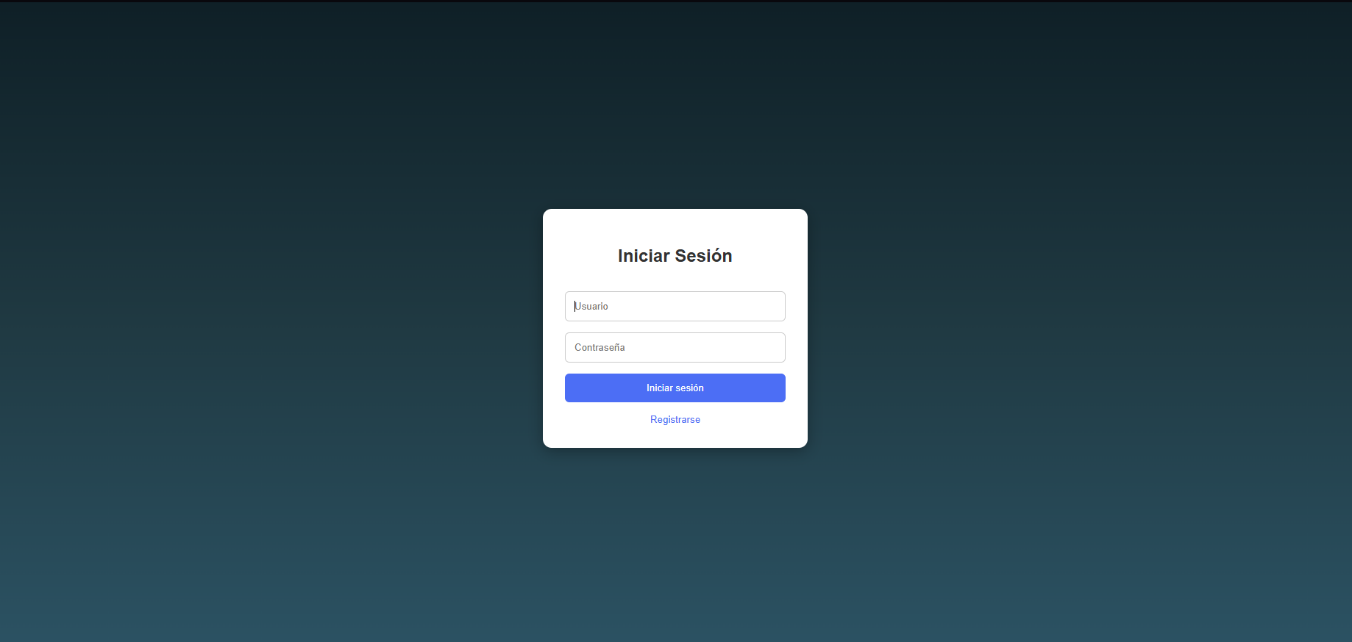 Iniciar Sesión
Usuario
Contraseña
Iniciar sesión
Registrarse